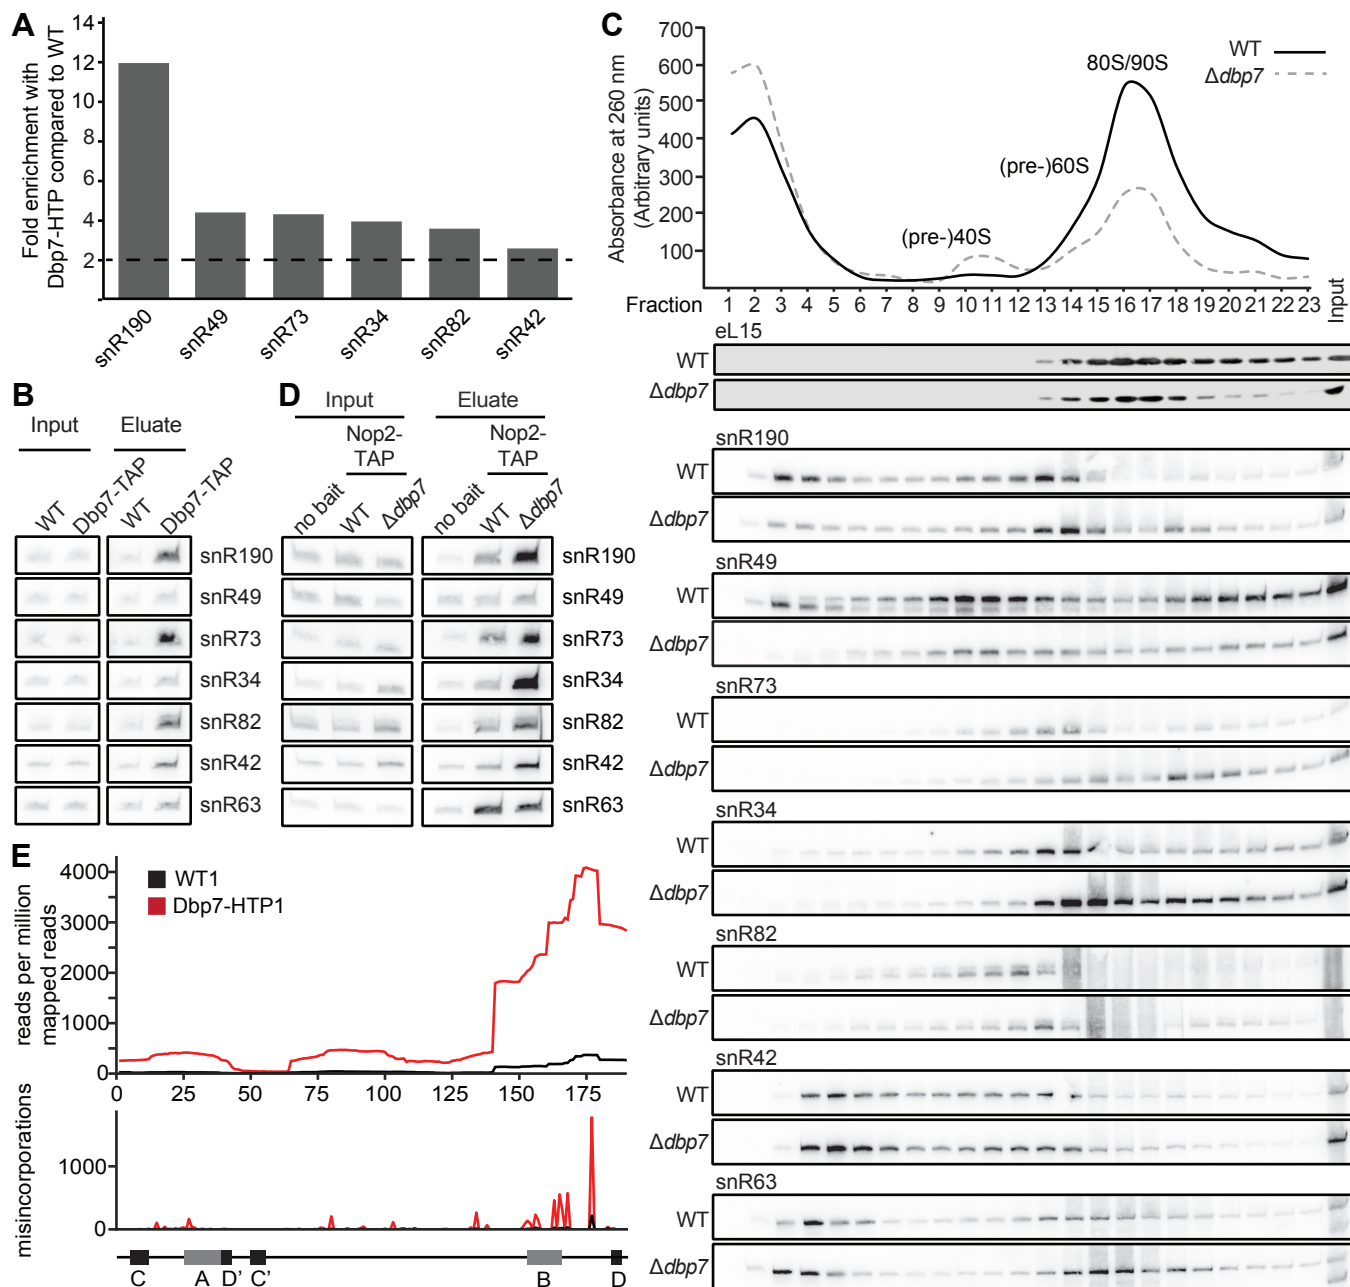 A
Fold enrichment with
Dbp7-HTP compared to WT
14
12
10
8
6
4
2
0
snR190
snR49
snR73
snR34
snR82
snR42
B
Input
Eluate
WT
Dbp7-TAP
WT
Dbp7-TAP
snR190
snR49
snR73
snR34
snR82
snR42
snR63
D
Input
Eluate
Nop2-
TAP
Nop2-
TAP
no bait
WT
Δdbp7
no bait
WT
Δdbp7
snR190
snR49
snR73
snR34
snR82
snR42
snR63
C
Absorbance at 260 nm
(Arbitrary units)
700
600
500
400
300
200
100
WT
Δdbp7
80S/90S
(pre-)60S
(pre-)40S
Fraction 1 2 3 4 5 6 7 8 9 10 11 12 13 14 15 16 17 18 19 20 21 22 23 Input
eL15
WT
Δdbp7
snR190
WT
Δdbp7
snR49
WT
Δdbp7
snR73
WT
Δdbp7
snR34
WT
Δdbp7
snR82
WT
Δdbp7
snR42
WT
Δdbp7
snR63
WT
Δdbp7
E
reads per million
mapped reads
4000
3000
2000
1000
0
WT1
Dbp7-HTP1
0 25 50 75 100 125 150 175
misincorporations
1000
0
C A D' C' B D